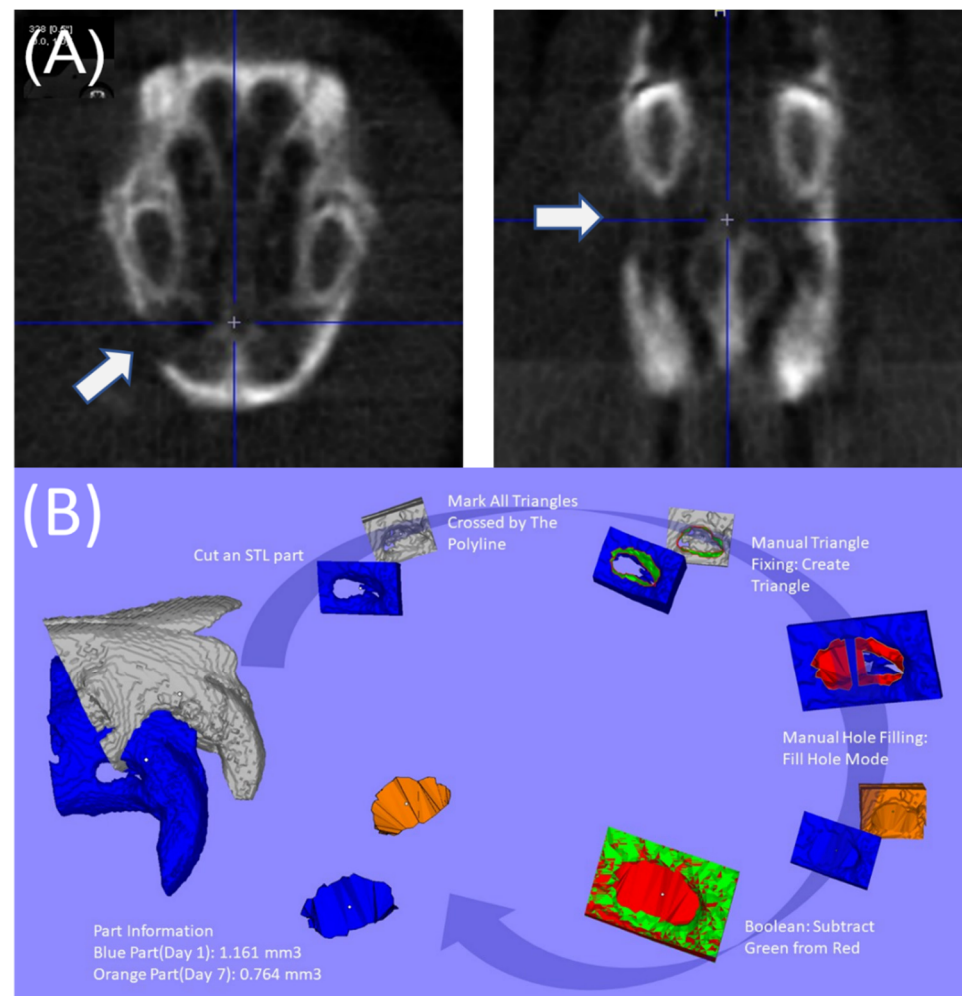 (A)
(B)
Mark All Triangles
Crossed by The
Polyline
Cut an STL part
Manual Triangle
Fixing: Create
Triangle
Manual Hole Filling:
Fill Hole Mode
Boolean: Subtract
Green from Red
Part Information
Blue Part(Day 1): 1.161 mm3
Orange Part(Day 7): 0.764 mm3